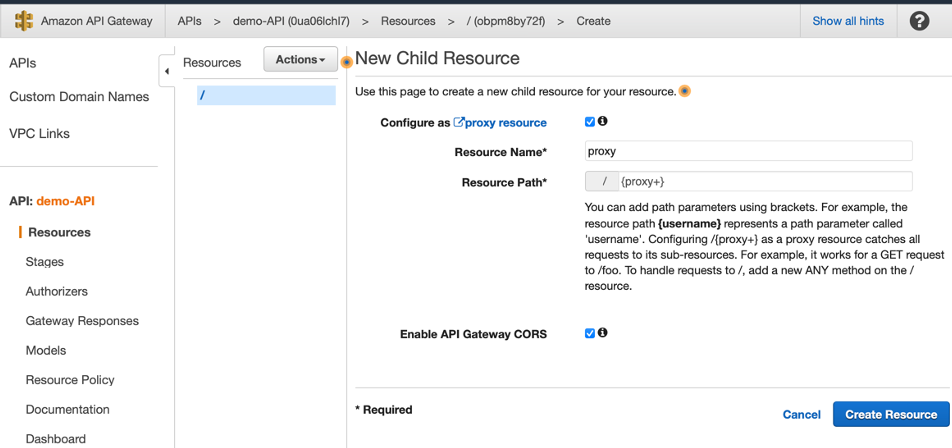 Amazon API Gateway APIs > demo-API (0ua06lchl7) > Resources > / (obpm8by72f) > Create Show all hints ?
APIs
Custom Domain Names
VPC Links
API: demo-API
Resources
Stages
Authorizers
Gateway Responses
Models
Resource Policy
Documentation
Dashboard
Resources Actions
/
New Child Resource
Use this page to create a new child resource for your resource.
Configure as proxy resource
Resource Name* proxy
Resource Path* / {proxy+}
You can add path parameters using brackets. For example, the
resource path {username} represents a path parameter called
'username'. Configuring /{proxy+} as a proxy resource catches all
requests to its sub-resources. For example, it works for a GET request
to /foo. To handle requests to /, add a new ANY method on the /
resource.
Enable API Gateway CORS
* Required
Cancel Create Resource